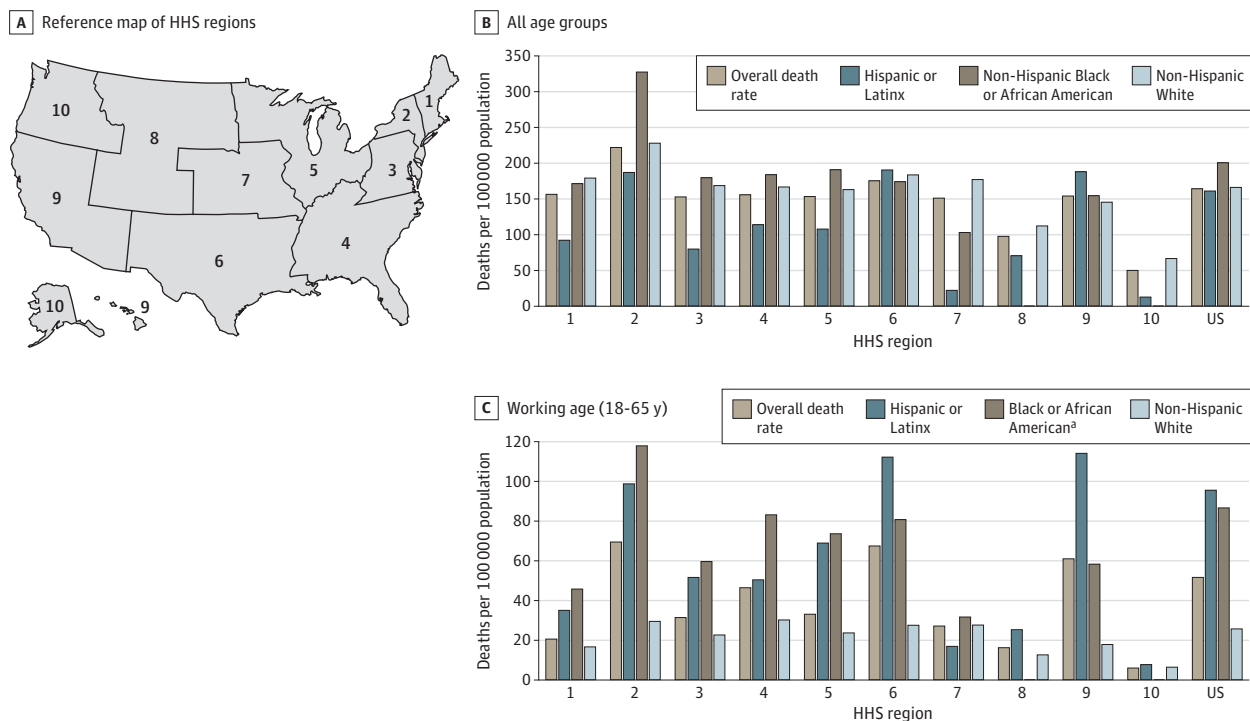 A Reference map of HHS regions
10
8
9
7
5
2
1
3
6
4
10
9
B All age groups
Overall death rate
Hispanic or Latinx
Non-Hispanic Black or African American
Non-Hispanic White
Deaths per 100 000 population
350
300
250
200
150
100
50
0
1 2 3 4 5 6 7 8 9 10 US
HHS region
C Working age (18-65 y)
Overall death rate
Hispanic or Latinx
Black or African Americanᵃ
Non-Hispanic White
Deaths per 100 000 population
120
100
80
60
40
20
0
1 2 3 4 5 6 7 8 9 10 US
HHS region